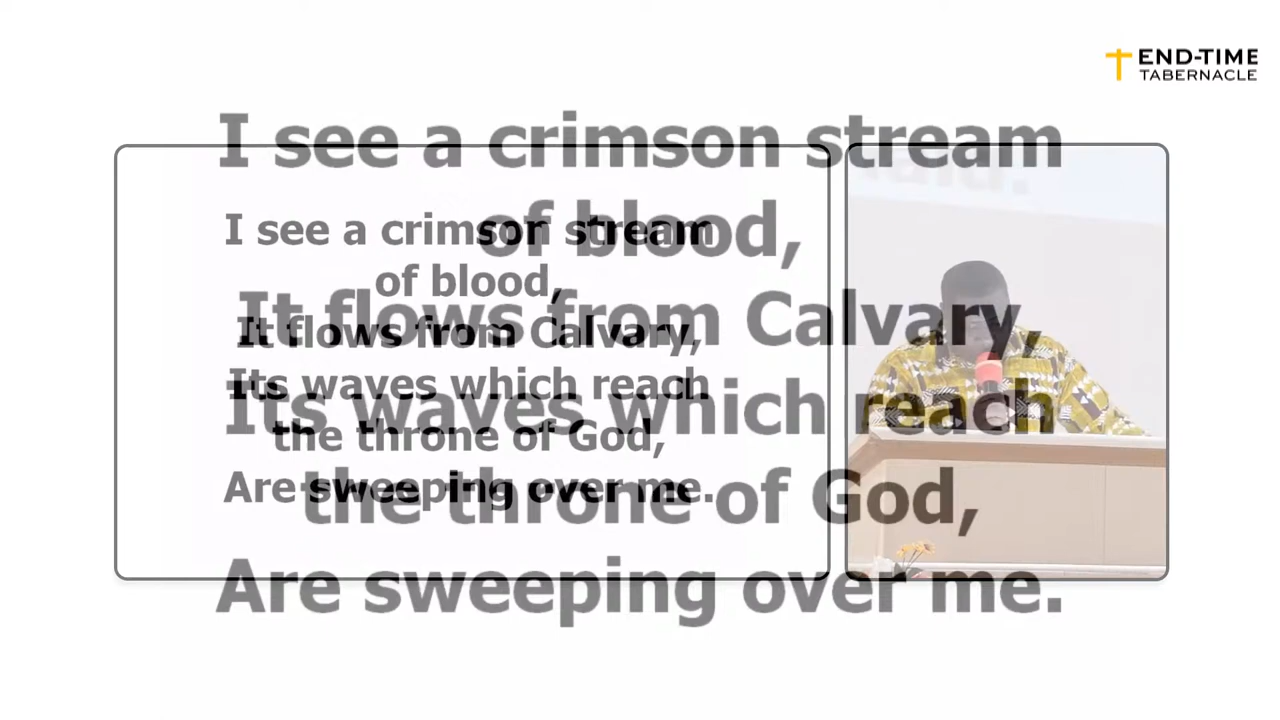 END-TIME
TABERNACLE
I see a crimson stream
of blood,
It flows from Calvary,
Its waves which reach
the throne of God,
Are sweeping over me.
I see a crimson stream
of blood,
It flows from Calvary,
Its waves which reach
the throne of God,
Are sweeping over me.